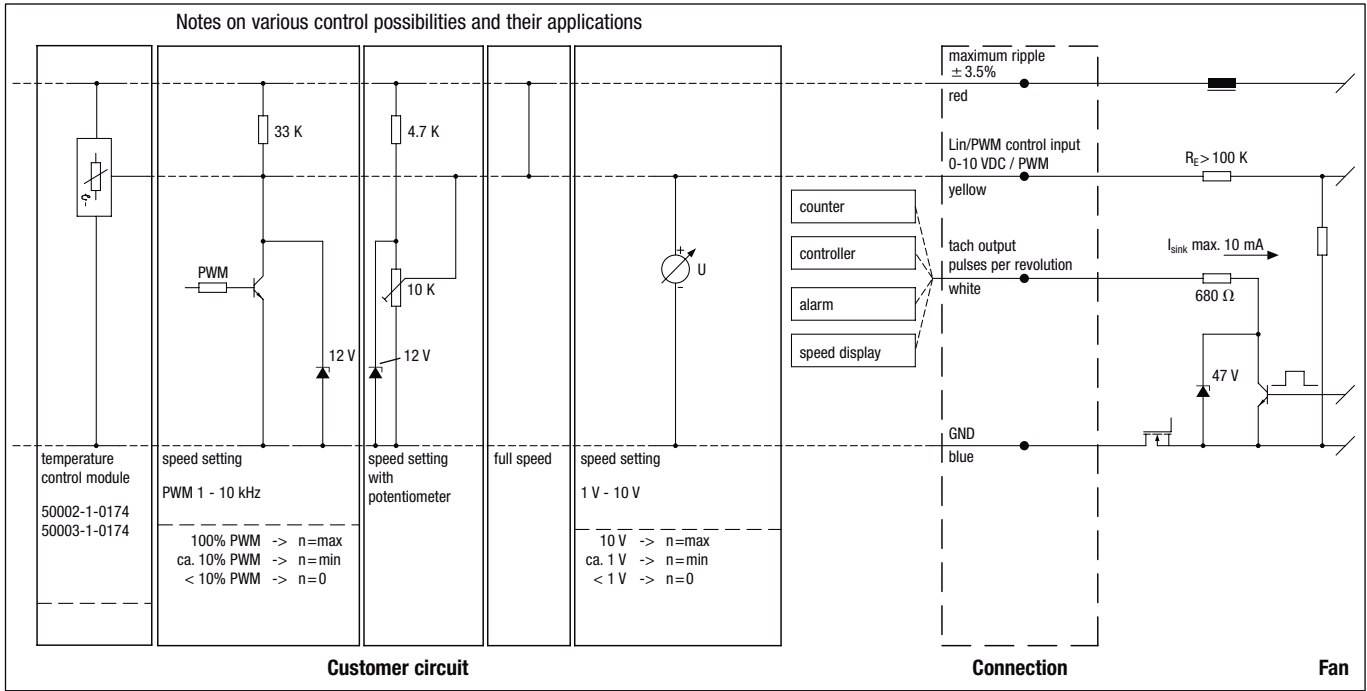 Notes on various control possibilities and their applications
33 K
PWM
12 V
4.7 K
10 K
12 V
+
U
-
temperature
control module
50002-1-0174
50003-1-0174
speed setting
PWM 1 - 10 kHz
100% PWM -> n=max
ca. 10% PWM -> n=min
< 10% PWM -> n=0
speed setting
with
potentiometer
full speed
speed setting
1 V - 10 V
10 V -> n=max
ca. 1 V -> n=min
< 1 V -> n=0
counter
controller
alarm
speed display
maximum ripple
± 3.5%
red
Lin/PWM control input
0-10 VDC / PWM
yellow
tach output
pulses per revolution
white
GND
blue
RE> 100 K
Isink max. 10 mA
680 Ω
47 V
Customer circuit
Connection
Fan